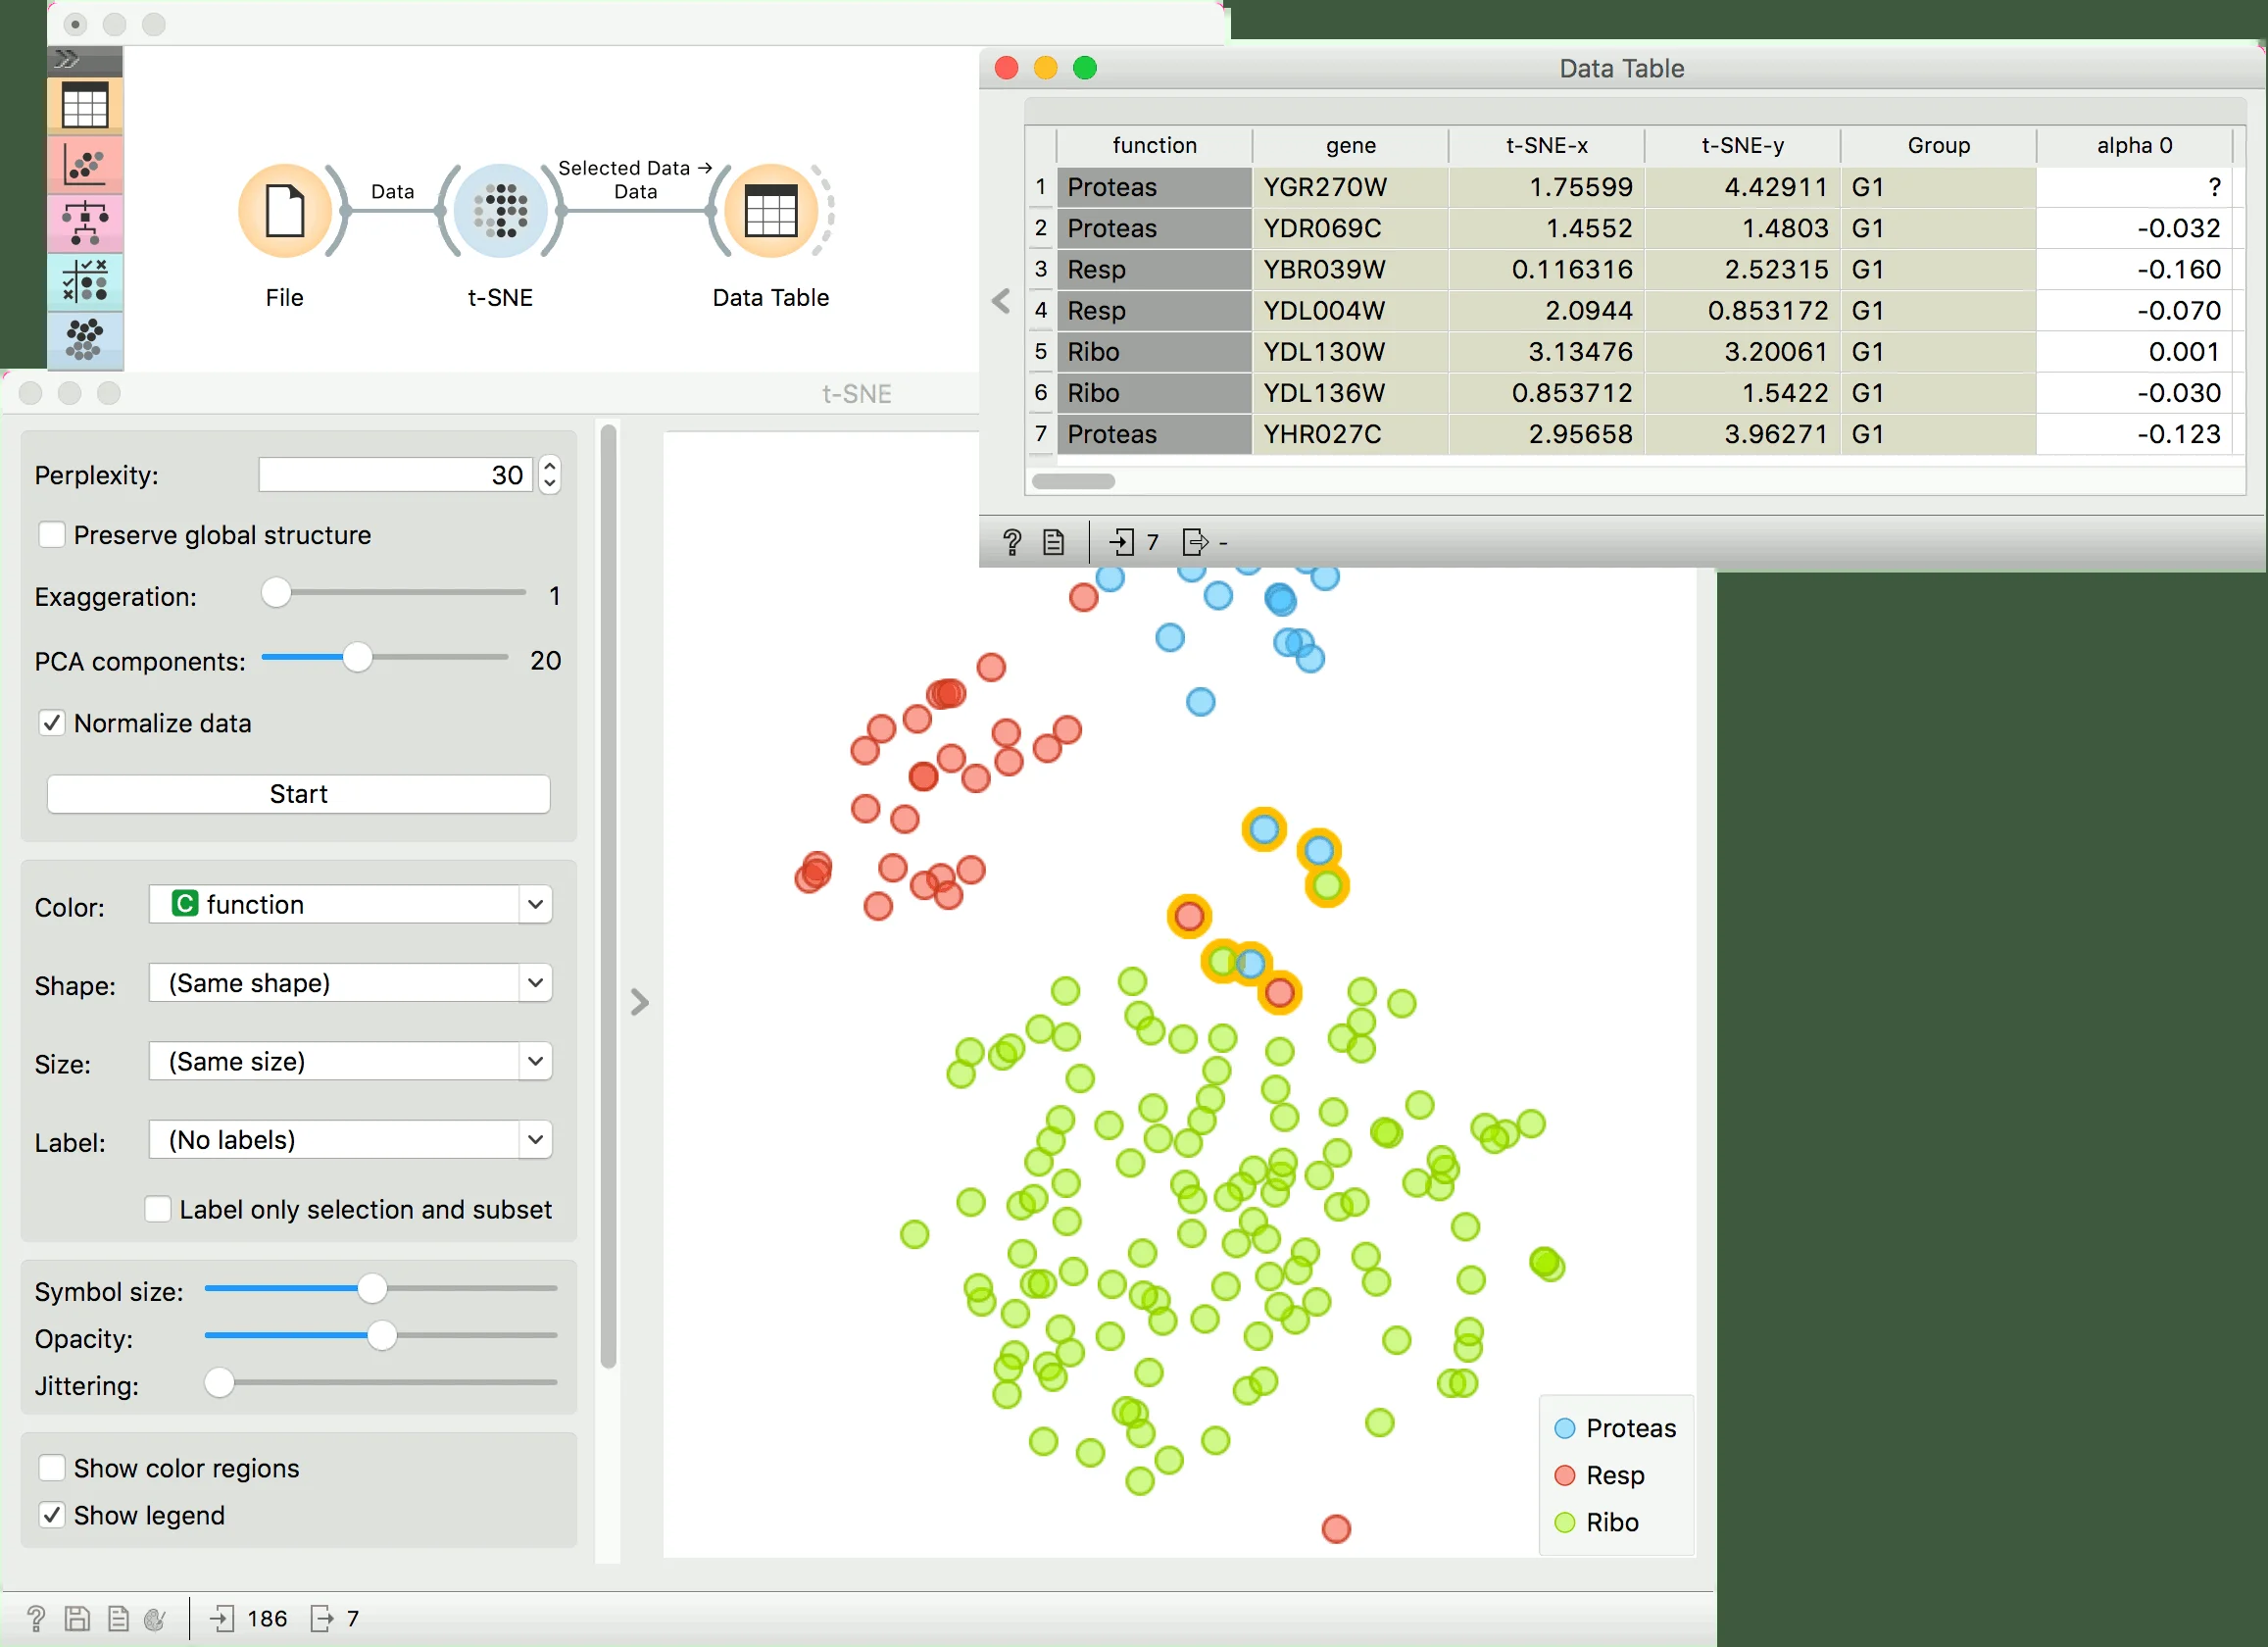 Data
Selected Data →
Data
File
t-SNE
Data Table
Data Table
function gene t-SNE-x t-SNE-y Group alpha 0
1 Proteas YGR270W 1.75599 4.42911 G1 ?
2 Proteas YDR069C 1.4552 1.4803 G1 -0.032
3 Resp YBR039W 0.116316 2.52315 G1 -0.160
4 Resp YDL004W 2.0944 0.853172 G1 -0.070
5 Ribo YDL130W 3.13476 3.20061 G1 0.001
6 Ribo YDL136W 0.853712 1.5422 G1 -0.030
7 Proteas YHR027C 2.95658 3.96271 G1 -0.123
? 7 -
t-SNE
Perplexity: 30
Preserve global structure
Exaggeration: 1
PCA components: 20
Normalize data
Start
Color: C function
Shape: (Same shape)
Size: (Same size)
Label: (No labels)
Label only selection and subset
Symbol size:
Opacity:
Jittering:
Show color regions
Show legend
Proteas
Resp
Ribo
? 186 7